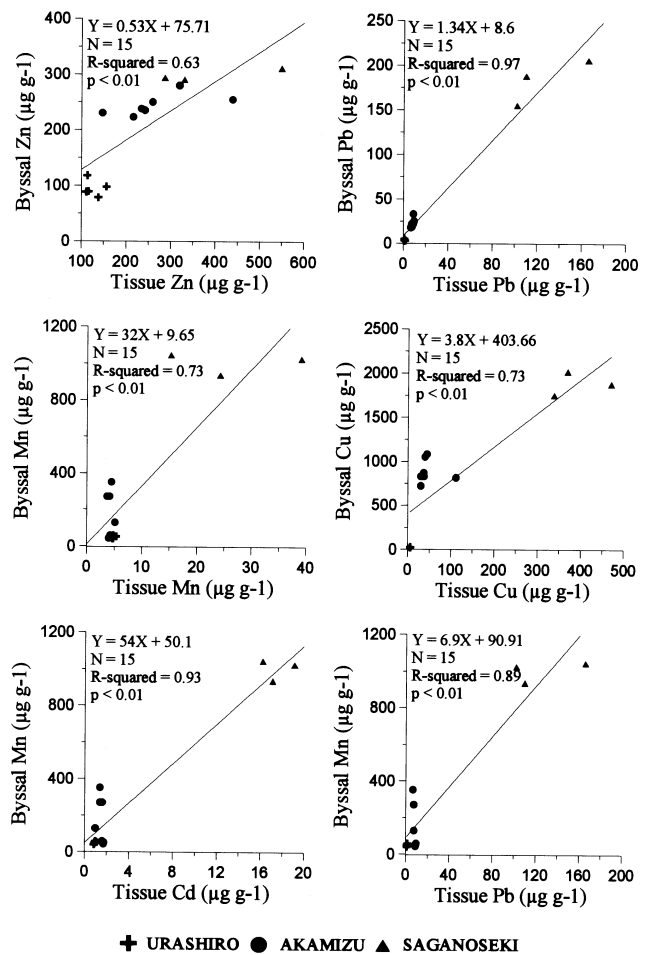 Y = 0.53X + 75.71
N = 15
R-squared = 0.63
p < 0.01
Byssal Zn (µg g-1)
400
300
200
100
0
100 200 300 400 500 600
Tissue Zn (µg g-1)
Y = 1.34X + 8.6
N = 15
R-squared = 0.97
p < 0.01
Byssal Pb (µg g-1)
250
200
150
100
50
0
0 40 80 120 160 200
Tissue Pb (µg g-1)
Y = 32X + 9.65
N = 15
R-squared = 0.73
p < 0.01
Byssal Mn (µg g-1)
1200
800
400
0
0 10 20 30 40
Tissue Mn (µg g-1)
Y = 3.8X + 403.66
N = 15
R-squared = 0.73
p < 0.01
Byssal Cu (µg g-1)
2500
2000
1500
1000
500
0
0 100 200 300 400 500
Tissue Cu (µg g-1)
Y = 54X + 50.1
N = 15
R-squared = 0.93
p < 0.01
Byssal Mn (µg g-1)
1200
800
400
0
0 4 8 12 16 20
Tissue Cd (µg g-1)
Y = 6.9X + 90.91
N = 15
R-squared = 0.89
p < 0.01
Byssal Mn (µg g-1)
1200
800
400
0
0 40 80 120 160 200
Tissue Pb (µg g-1)
URASHIRO AKAMIZU SAGANOSEKI